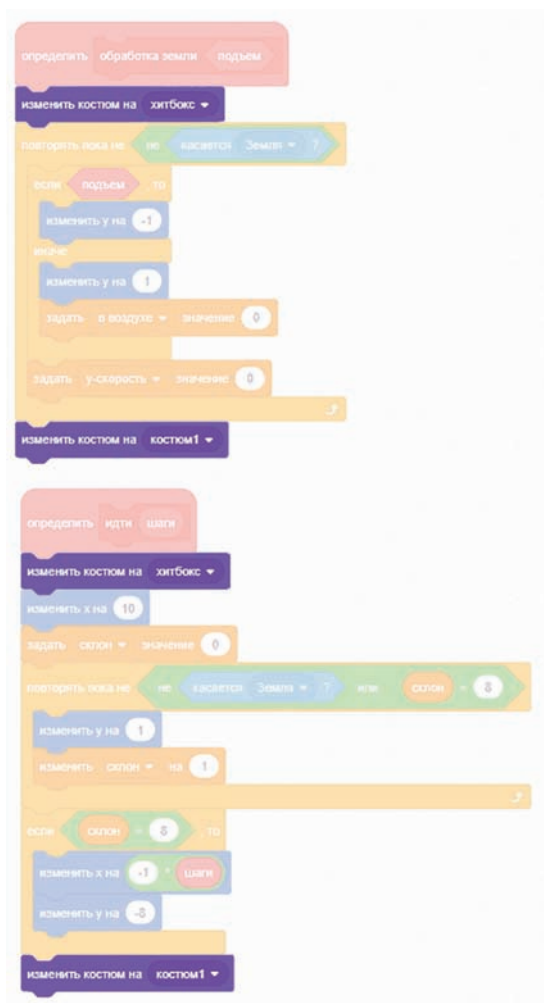 определить обработка земли подъем
изменить костюм на хитбокс
повторять пока не не касается Земля ?
если подъем , то
изменить y на -1
иначе
изменить y на 1
задать в воздухе значение 0
задать y-скорость значение 0
изменить костюм на костюм1
определить идти шаги
изменить костюм на хитбокс
изменить x на 10
задать склон значение 0
повторять пока не не касается Земля ? или склон = 8
изменить y на 1
изменить склон на 1
если склон = 8 , то
изменить x на -1 * шаги
изменить y на -8
изменить костюм на костюм1